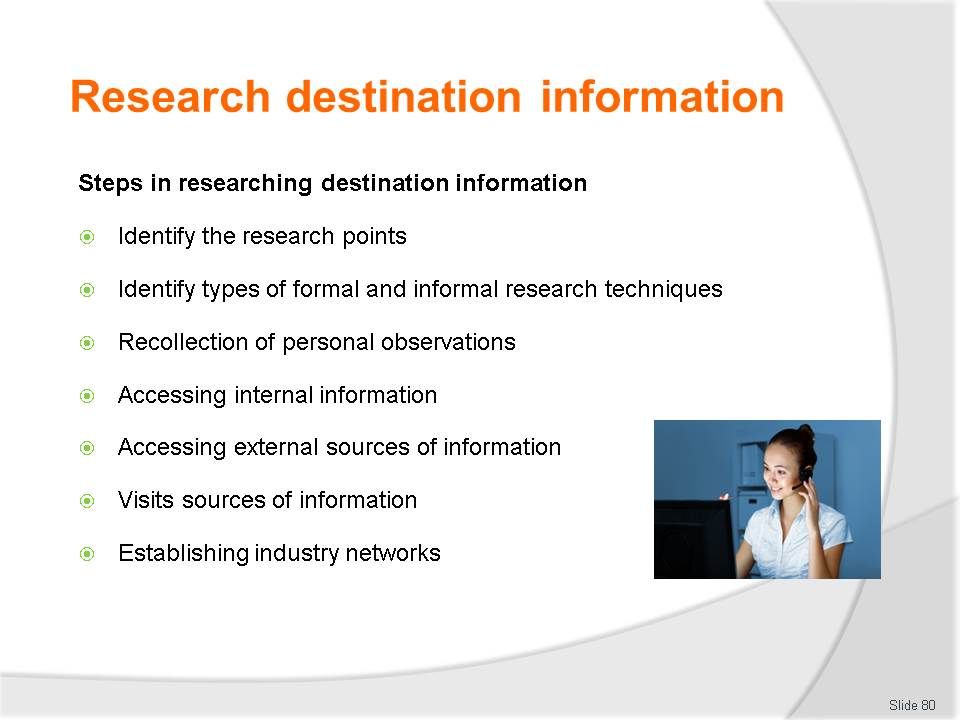 Research destination information
Steps in researching destination information
Identify the research points
Identify types of formal and informal research techniques
Recollection of personal observations
Accessing internal information
Accessing external sources of information
Visits sources of information
Establishing industry networks
Slide 80